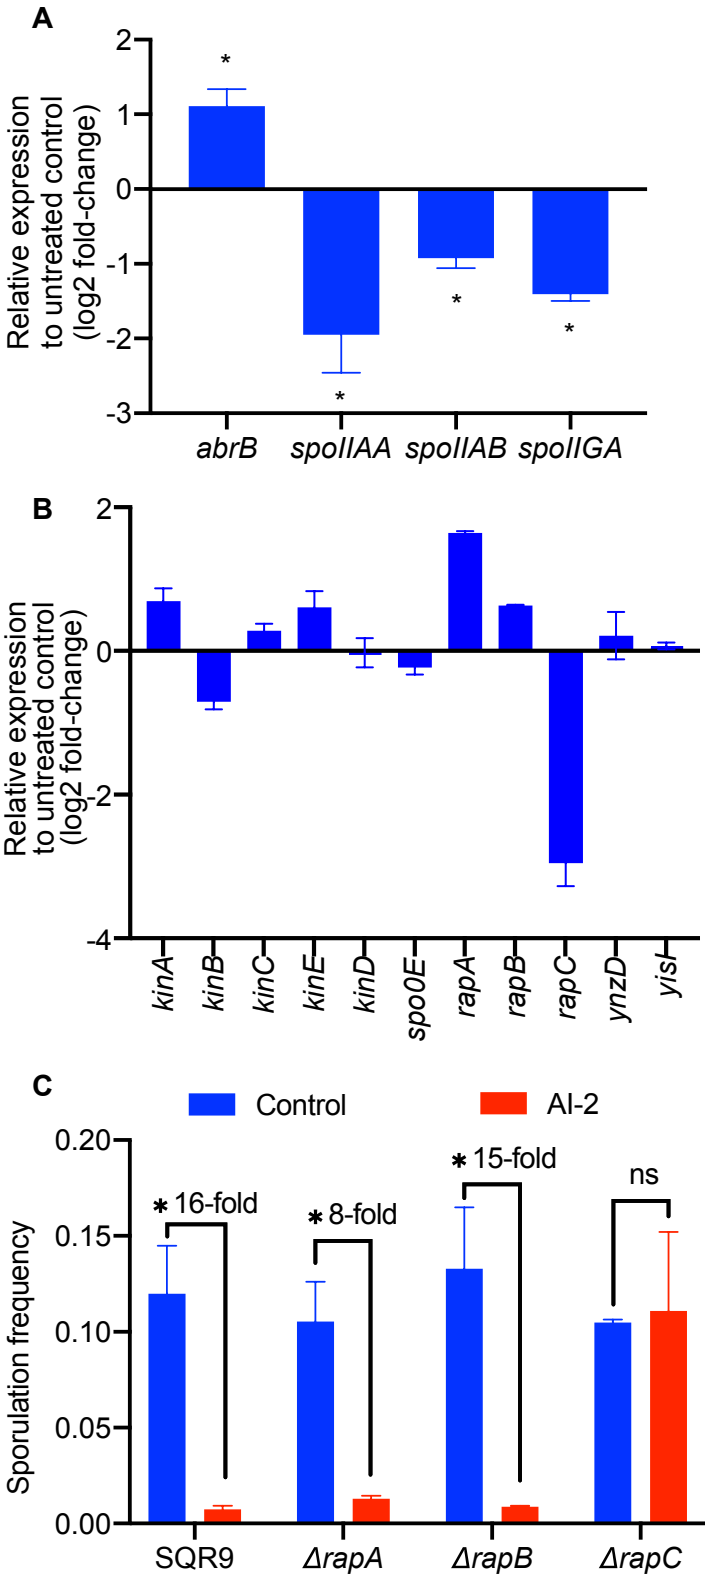 A
Relative expression
to untreated control
(log2 fold-change)
2
1
0
-1
-2
-3
*
*
*
*
abrB spoIIAA spoIIAB spoIIGA
B
Relative expression
to untreated control
(log2 fold-change)
2
0
-2
-4
kinA
kinB
kinC
kinE
kinD
spo0E
rapA
rapB
rapC
ynzD
yisI
C
Control AI-2
Sporulation frequency
0.20
0.15
0.10
0.05
0.00
* 16-fold
* 8-fold
* 15-fold
ns
SQR9 ΔrapA ΔrapB ΔrapC